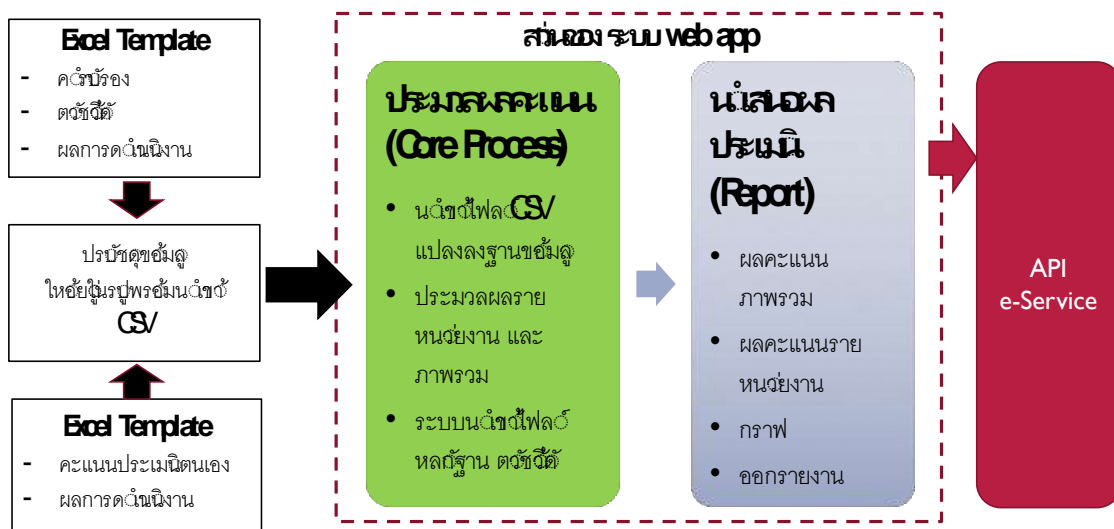 Excel Template
- คำรับรอง
- ตัวชี้วัด
- ผลการดำเนินงาน
ปรับชุดข้อมูล
ให้อยู่ในรูปพร้อมนำเข้า
CSV
Excel Template
- คะแนนประเมินตนเอง
- ผลการดำเนินงาน
ส่วนของ ระบบ web app
ประมวลผลคะแนน
(Core Process)
• นำเข้าไฟล์ CSV
แปลงลงฐานข้อมูล
• ประมวลผลราย
หน่วยงาน และ
ภาพรวม
• ระบบนำเข้าไฟล์
หลักฐาน ตัวชี้วัด
นำเสนอผล
ประเมิน
(Report)
• ผลคะแนน
ภาพรวม
• ผลคะแนนราย
หน่วยงาน
• กราฟ
• ออกรายงาน
API
e-Service